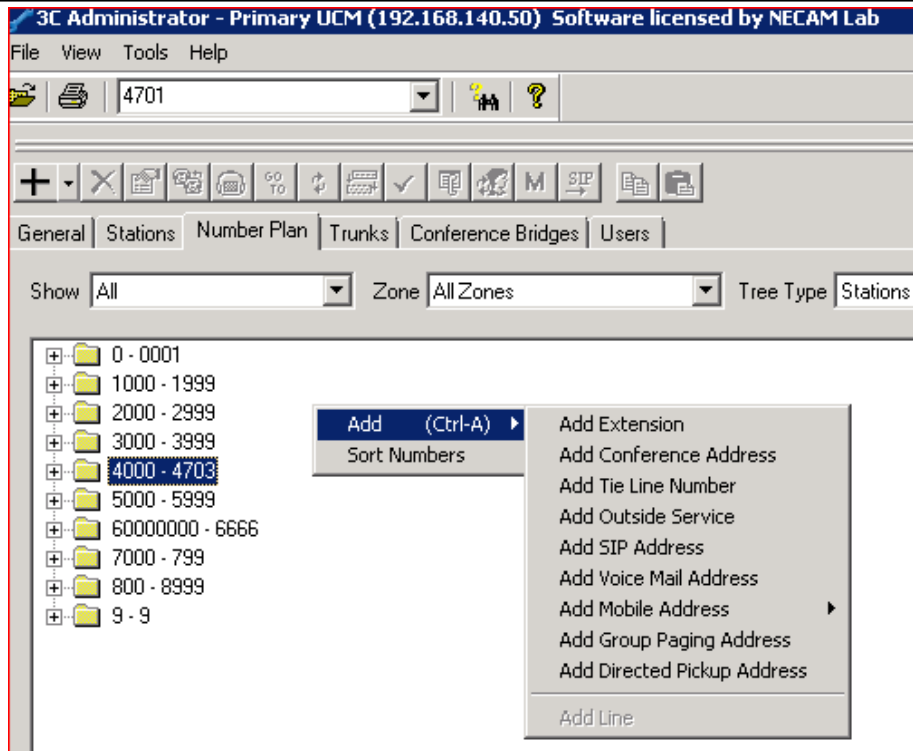 3C Administrator - Primary UCM (192.168.140.50) Software licensed by NECAM Lab
File View Tools Help
4701
GO TO M SIP
General Stations Number Plan Trunks Conference Bridges Users
Show All Zone All Zones Tree Type Stations
0 - 0001
1000 - 1999
2000 - 2999
3000 - 3999
4000 - 4703
5000 - 5999
60000000 - 6666
7000 - 799
800 - 8999
9 - 9
Add (Ctrl-A)
Sort Numbers
Add Extension
Add Conference Address
Add Tie Line Number
Add Outside Service
Add SIP Address
Add Voice Mail Address
Add Mobile Address
Add Group Paging Address
Add Directed Pickup Address
Add Line